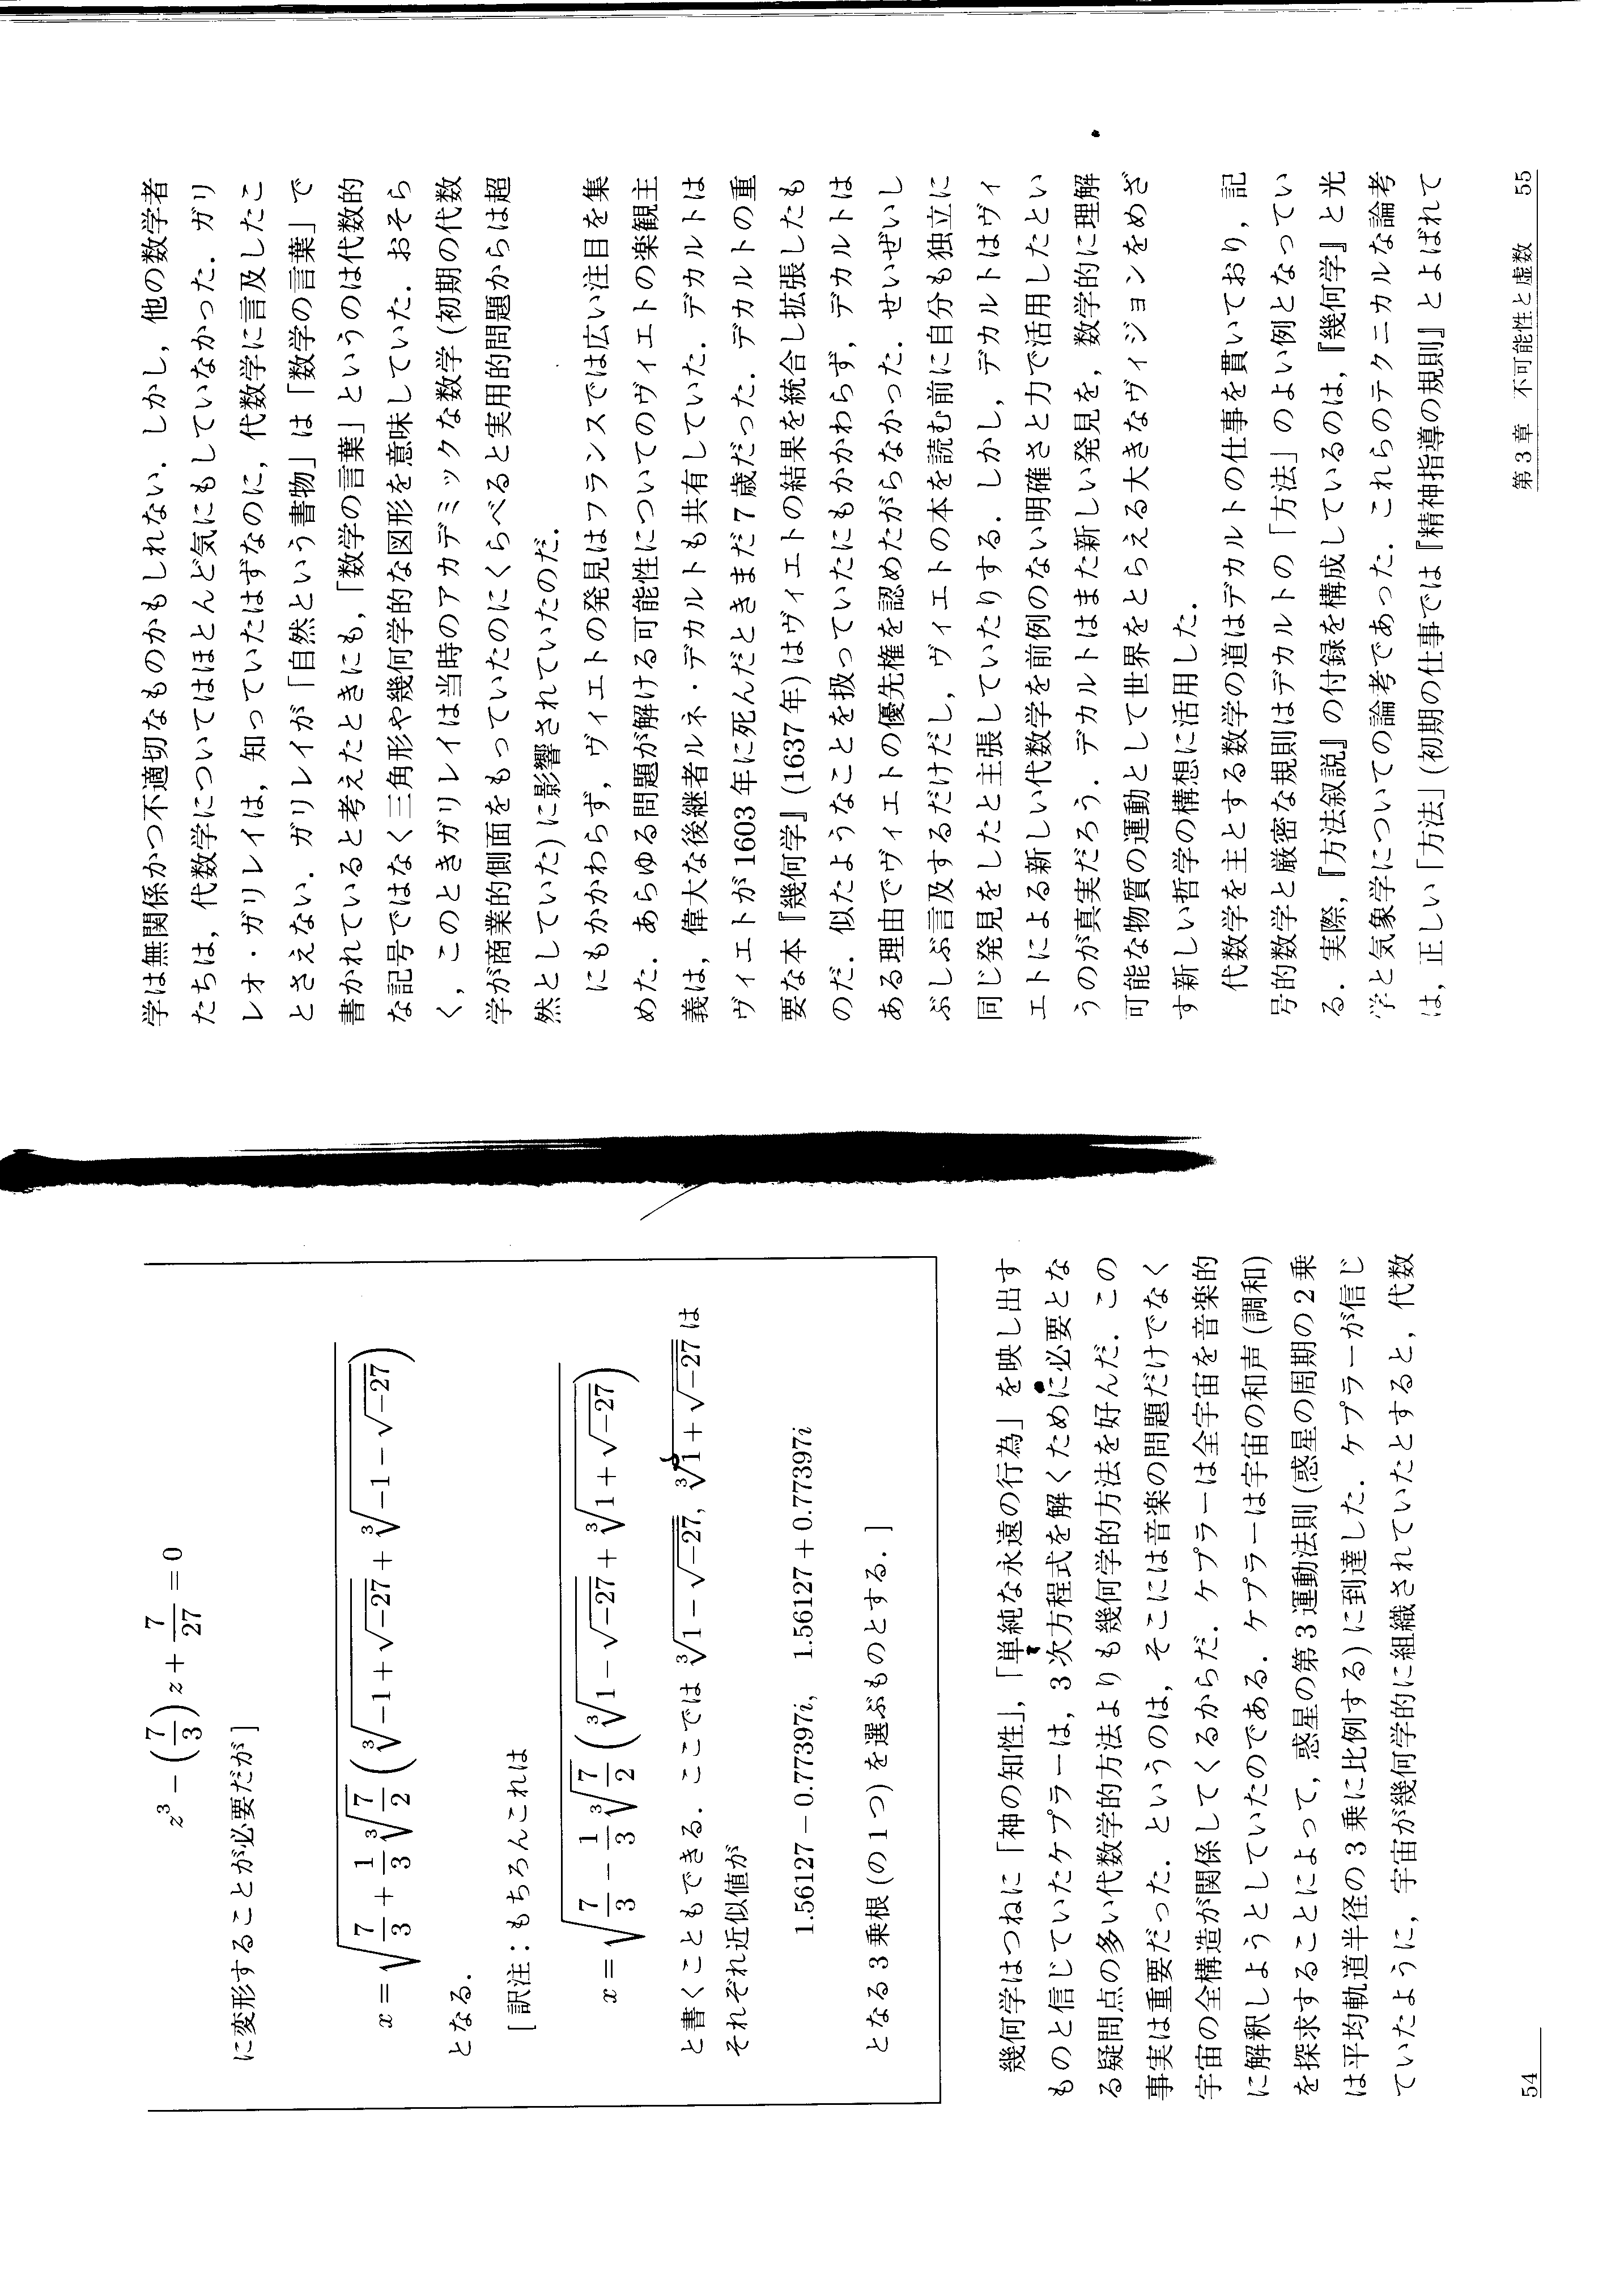 z³ − (7/3) z + 7/27 = 0
に変形することが必要だが]
x = √(7/3 + 1/3 ∛(7/2) (∛(−1 + √−27) + ∛(−1 − √−27)))
となる.
[訳注：もちろんこれは
x = √(7/3 − 1/3 ∛(7/2) (∛(1 − √−27) + ∛(1 + √−27)))
と書くこともできる. ここでは ∛(1 − √−27), ∛(1 + √−27) は
それぞれ近似値が
1.56127 − 0.77397i, 1.56127 + 0.77397i
となる3乗根(の1つ)を選ぶものとする. ]
幾何学はつねに「神の知性」,「単純な永遠の行為」を映し出す
ものと信じていたケプラーは, 3次方程式を解くために必要とな
る疑問点の多い代数学的方法よりも幾何学的方法を好んだ. この
事実は重要だった. というのは, そこには音楽の問題だけでなく
宇宙の全構造が関係してくるからだ. ケプラーは全宇宙を音楽的
に解釈しようとしていたのである. ケプラーは宇宙の和声(調和)
を探求することによって, 惑星の第3運動法則(惑星の周期の2乗
は平均軌道半径の3乗に比例する)に到達した. ケプラーが信じ
ていたように, 宇宙が幾何学的に組織されていたとすると, 代数
54
学は無関係かつ不適切なものかもしれない. しかし, 他の数学者
たちは, 代数学についてはほとんど気にもしていなかった. ガリ
レオ・ガリレイは, 知っていたはずなのに, 代数学に言及したこ
とさえない. ガリレイが「自然という書物」は「数学の言葉」で
書かれていると考えたときにも,「数学の言葉」というのは代数的
な記号ではなく三角形や幾何学的な図形を意味していた. おそら
く, このときガリレイは当時のアカデミックな数学(初期の代数
学が商業的側面をもっていたのにくらべると実用的問題からは超
然としていた)に影響されていたのだ.
にもかかわらず, ヴィエトの発見はフランスでは広い注目を集
めた. あらゆる問題が解ける可能性についてのヴィエトの楽観主
義は, 偉大な後継者ルネ・デカルトも共有していた. デカルトは
ヴィエトが1603年に死んだときまだ7歳だった. デカルトの重
要な本『幾何学』(1637年)はヴィエトの結果を統合し拡張したも
のだ. 似たようなことを扱っていたにもかかわらず, デカルトは
ある理由でヴィエトの優先権を認めたがらなかった. せいぜいし
ぶしぶ言及するだけだし, ヴィエトの本を読む前に自分も独立に
同じ発見をしたと主張していたりする. しかし, デカルトはヴィ
エトによる新しい代数学を前例のない明確さと力で活用したとい
うのが真実だろう. デカルトはまた新しい発見を, 数学的に理解
可能な物質の運動として世界をとらえる大きなヴィジョンをめざ
す新しい哲学の構想に活用した.
代数学を主とする数学の道はデカルトの仕事を貫いており, 記
号的数学と厳密な規則はデカルトの「方法」のよい例となってい
る. 実際,『方法叙説』の付録を構成しているのは,『幾何学』と光
学と気象学についての論考であった. これらのテクニカルな論考
は, 正しい「方法」(初期の仕事では『精神指導の規則』とよばれて
第3章 不可能性と虚数 55